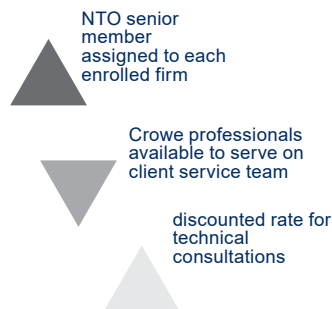 NTO senior
member
assigned to each
enrolled firm
Crowe professionals
available to serve on
client service team
discounted rate for
technical
consultations